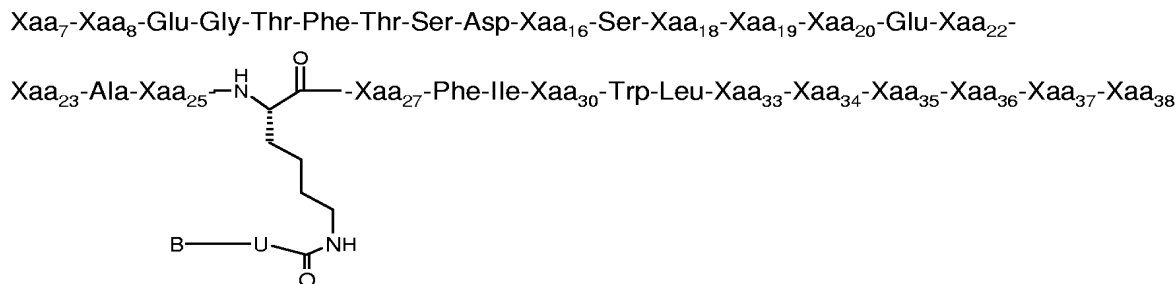 Xaa₇-Xaa₈-Glu-Gly-Thr-Phe-Thr-Ser-Asp-Xaa₁₆-Ser-Xaa₁₈-Xaa₁₉-Xaa₂₀-Glu-Xaa₂₂-
H O
Xaa₂₃-Ala-Xaa₂₅-N-Xaa₂₇-Phe-Ile-Xaa₃₀-Trp-Leu-Xaa₃₃-Xaa₃₄-Xaa₃₅-Xaa₃₆-Xaa₃₇-Xaa₃₈
B U NH
O